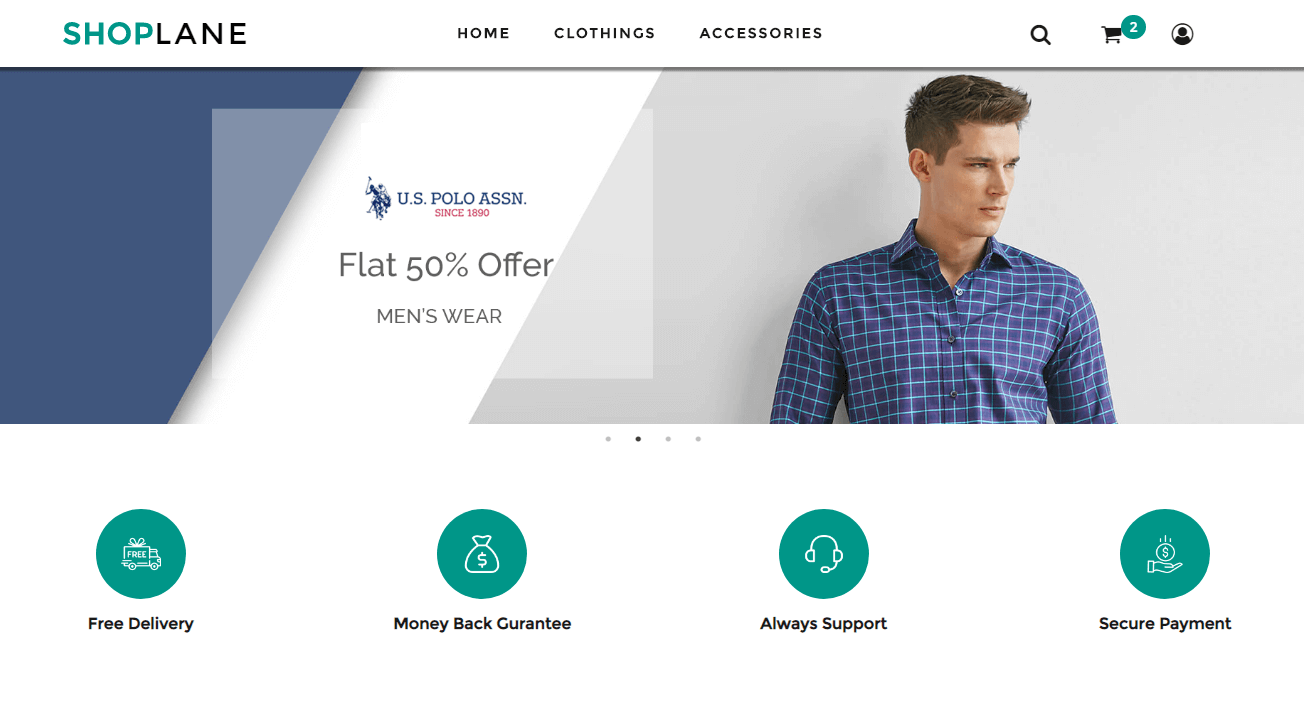 SHOPLANE
HOME CLOTHINGS ACCESSORIES
2
U.S. POLO ASSN.
SINCE 1890
Flat 50% Offer
MEN'S WEAR
FREE
$ $
Free Delivery Money Back Gurantee Always Support Secure Payment